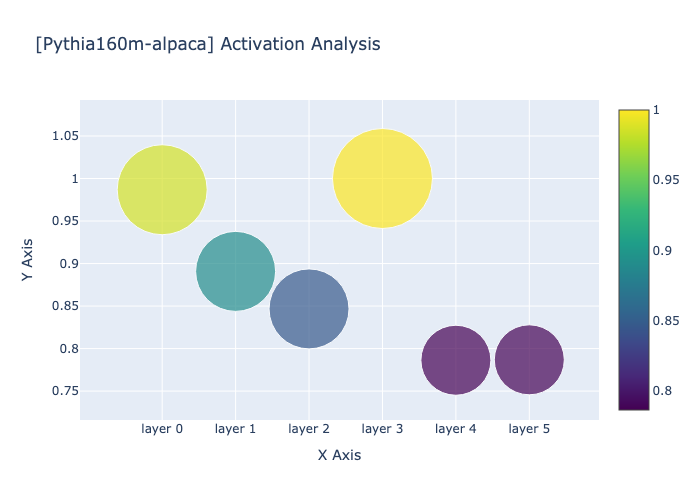 [Pythia160m-alpaca] Activation Analysis
1.05
1
0.95
0.9
0.85
0.8
0.75
Y Axis
layer 0
layer 1
layer 2
layer 3
layer 4
layer 5
X Axis
1
0.95
0.9
0.85
0.8